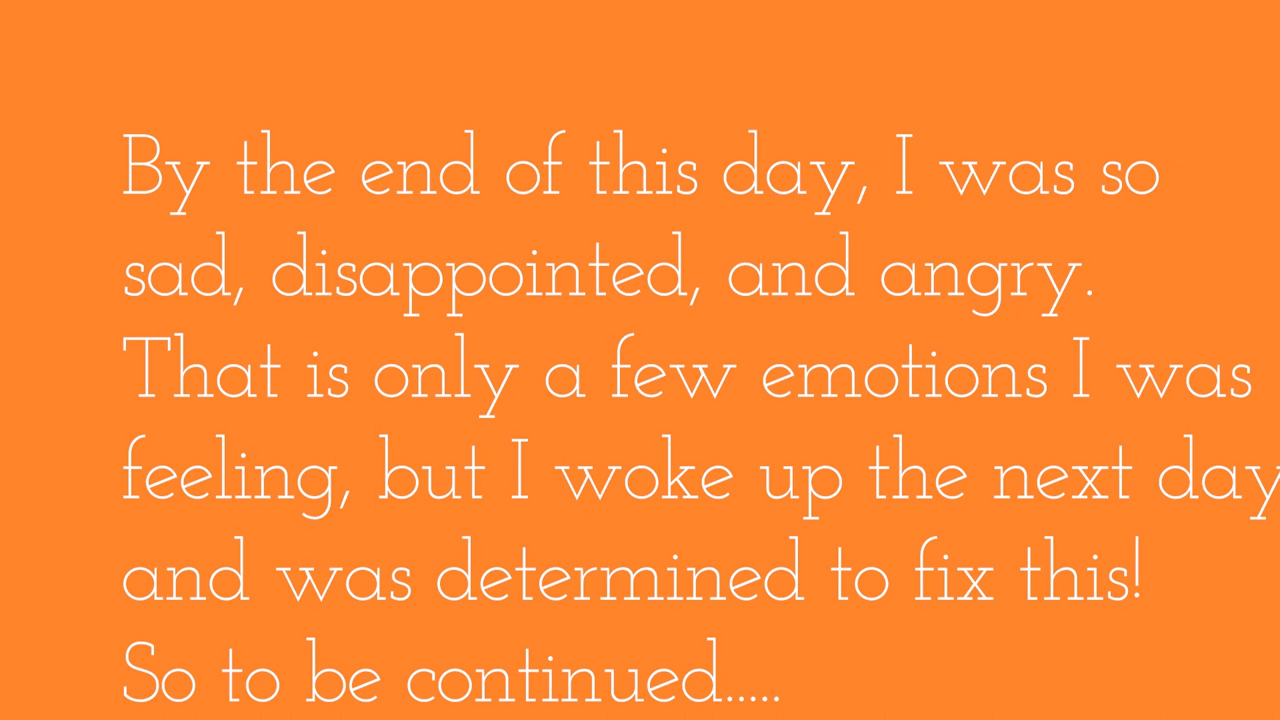 By the end of this day, I was so
sad, disappointed, and angry.
That is only a few emotions I was
feeling, but I woke up the next day
and was determined to fix this!
So to be continued.....